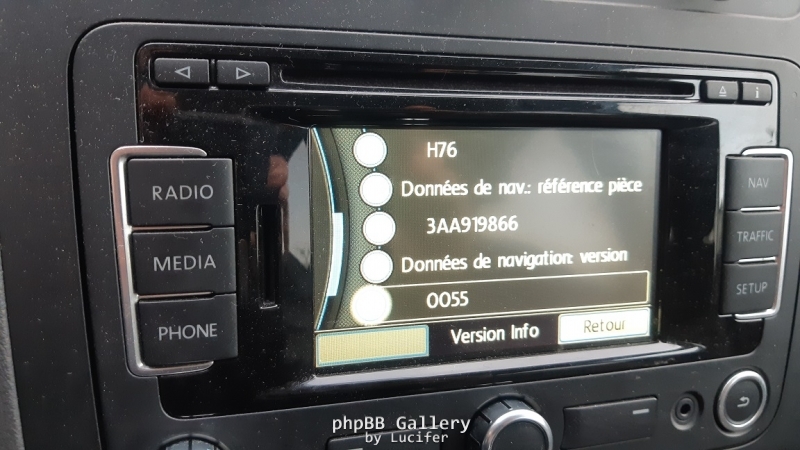 RADIO
MEDIA
PHONE
H76
Données de nav.: référence pièce
3AA919866
Données de navigation: version
0055
Version Info
Retour
NAV
TRAFFIC
SETUP
i
phpBB Gallery
by Lucifer